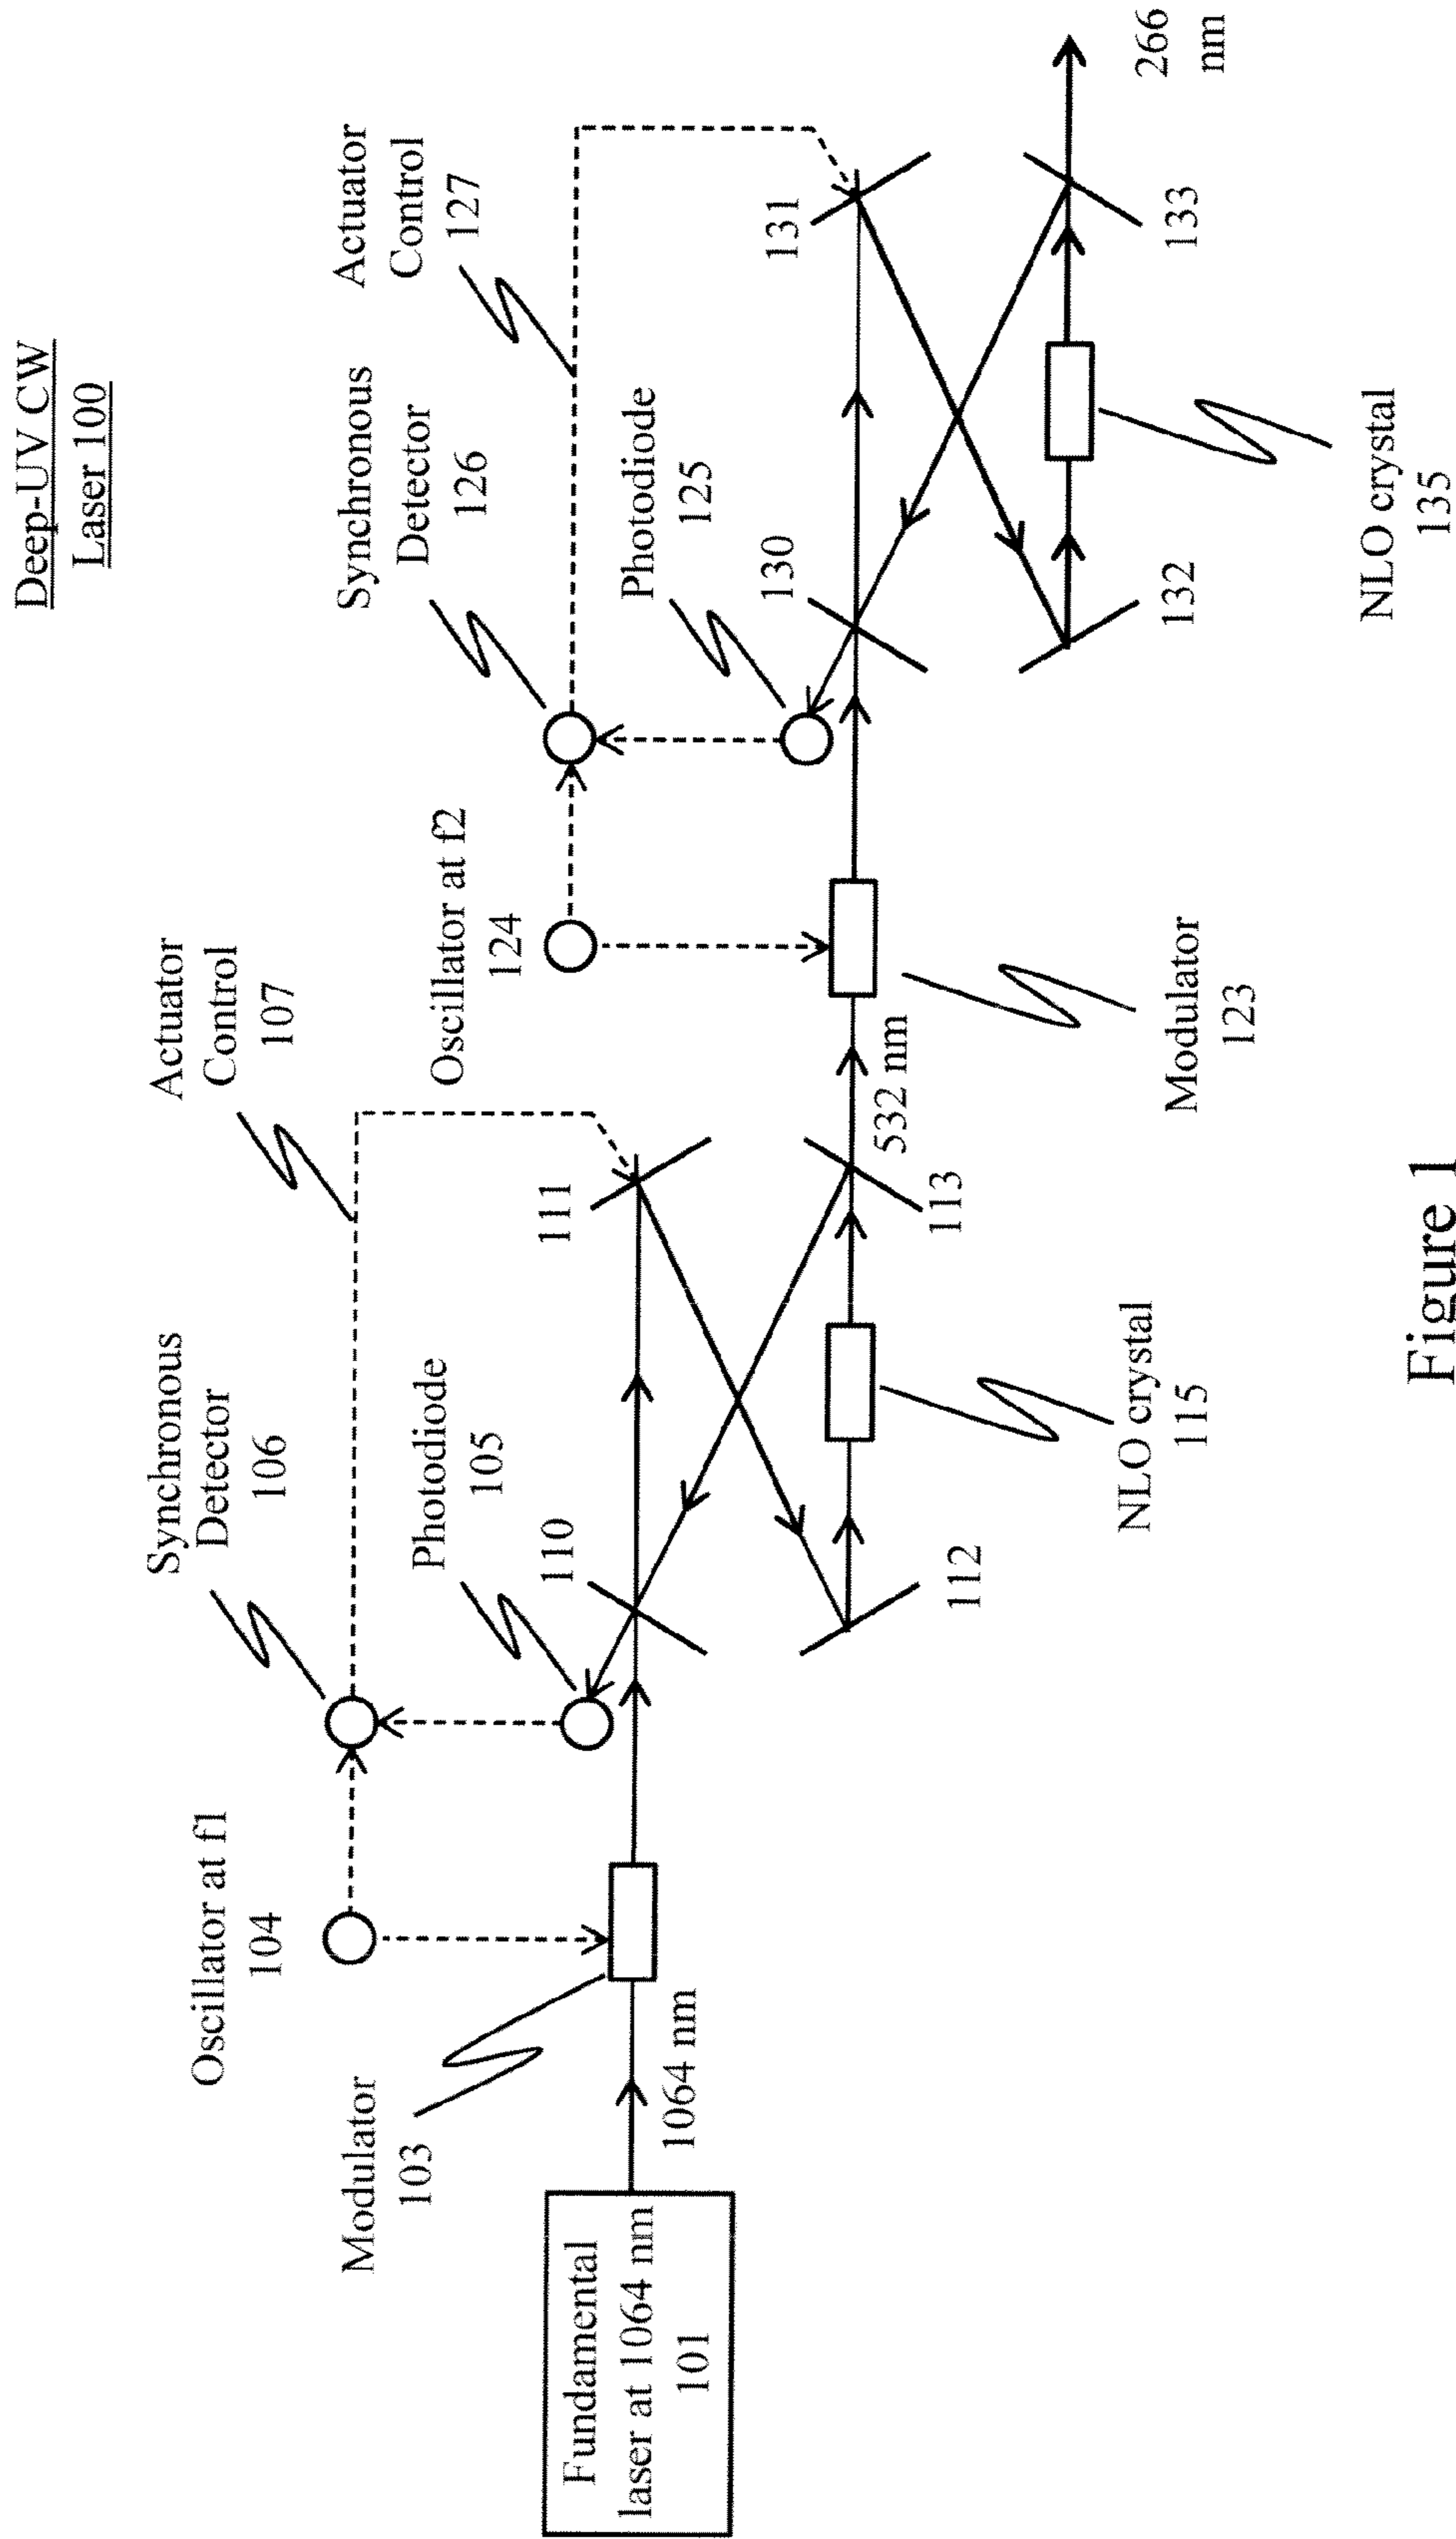 Deep-UV CW
Laser 100
Fundamental
laser at 1064 nm
101
1064 nm
Modulator
103
Oscillator at f1
104
Synchronous
Detector
106
Photodiode
105
Actuator
Control
107
110
111
112
113
NLO crystal
115
532 nm
Modulator
123
Oscillator at f2
124
Synchronous
Detector
126
Photodiode
125
Actuator
Control
127
130
131
132
133
NLO crystal
135
266
nm
Figure 1